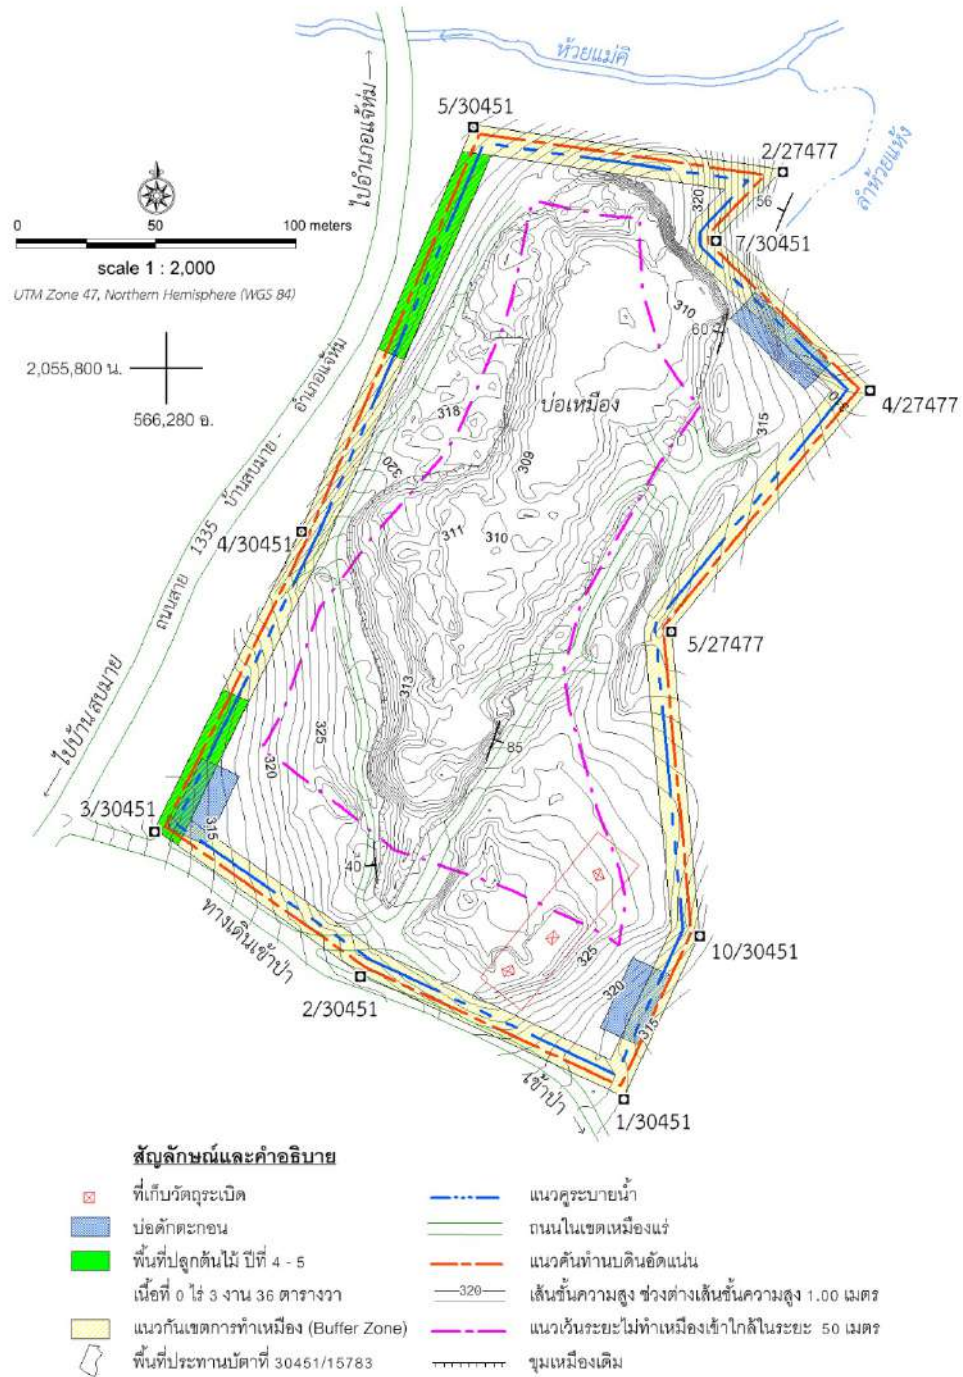 ห้วยแม่คี
5/30451
2/27477
ไปอำเภอแจ้ห่ม
ลำห้วยแห้ง
320
56
7/30451
0 50 100 meters
scale 1 : 2,000
UTM Zone 47, Northern Hemisphere (WGS 84)
310
60
2,055,800 น.
566,280 อ.
อำเภอแจ้ห่ม
318
บ่อเหมือง
4/27477
310
315
309
320
บ้านสบมาย -
1335
ถนนสาย
311
310
4/30451
5/27477
ไปบ้านสบมาย
313
325
320
85
3/30451
315
40
ทางเดินเข้าป่า
325
10/30451
2/30451
320
315
เข้าป่า
1/30451
สัญลักษณ์และคำอธิบาย
ที่เก็บวัตถุระเบิด
แนวคูระบายน้ำ
บ่อดักตะกอน
ถนนในเขตเหมืองแร่
พื้นที่ปลูกต้นไม้ ปีที่ 4 - 5
แนวคันทำนบดินอัดแน่น
เนื้อที่ 0 ไร่ 3 งาน 36 ตารางวา
320 เส้นชั้นความสูง ช่วงต่างเส้นชั้นความสูง 1.00 เมตร
แนวกันเขตการทำเหมือง (Buffer Zone)
แนวเว้นระยะไม่ทำเหมืองเข้าใกล้ในระยะ 50 เมตร
พื้นที่ประทานบัตาที่ 30451/15783
ขุมเหมืองเดิม